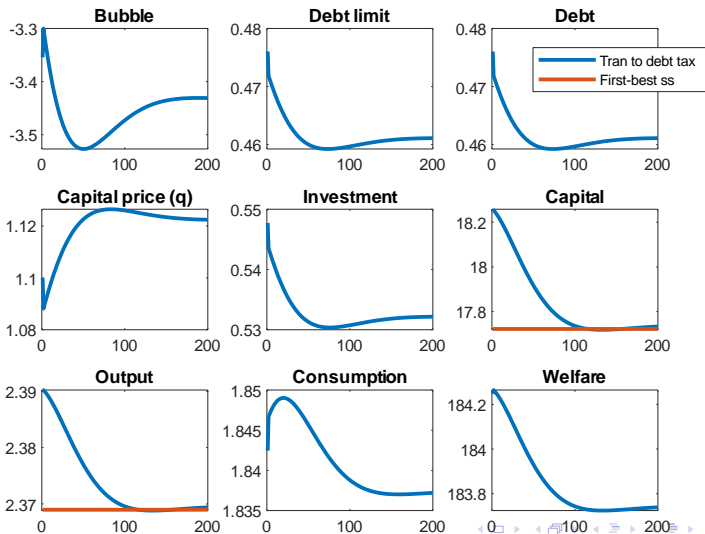 Bubble
-3.3
-3.4
-3.5
0 100 200
Debt limit
0.48
0.47
0.46
0 100 200
Debt
0.48
0.47
0.46
0 100 200
Tran to debt tax
First-best ss
Capital price (q)
1.12
1.1
1.08
0 100 200
Investment
0.55
0.54
0.53
0 100 200
Capital
18.2
18
17.8
0 100 200
Output
2.39
2.38
2.37
0 100 200
Consumption
1.85
1.845
1.84
1.835
0 100 200
Welfare
184.2
184
183.8
0 100 200